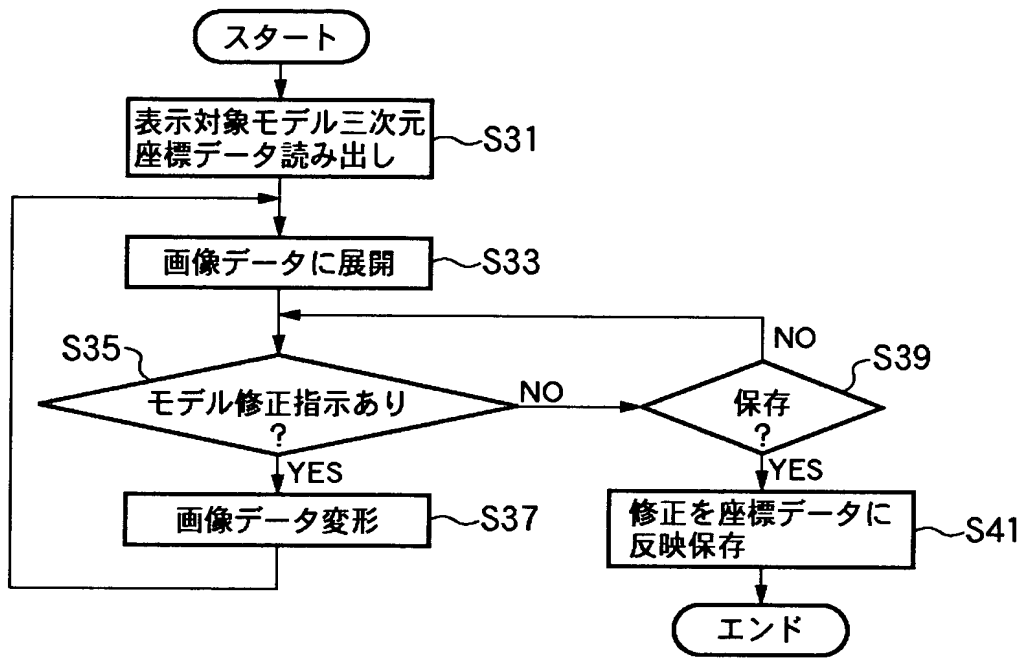 スタート
表示対象モデル三次元
座標データ読み出し
S31
画像データに展開
S33
S35
モデル修正指示あり
?
NO
YES
画像データ変形
S37
NO
S39
保存
?
YES
修正を座標データに
反映保存
S41
エンド